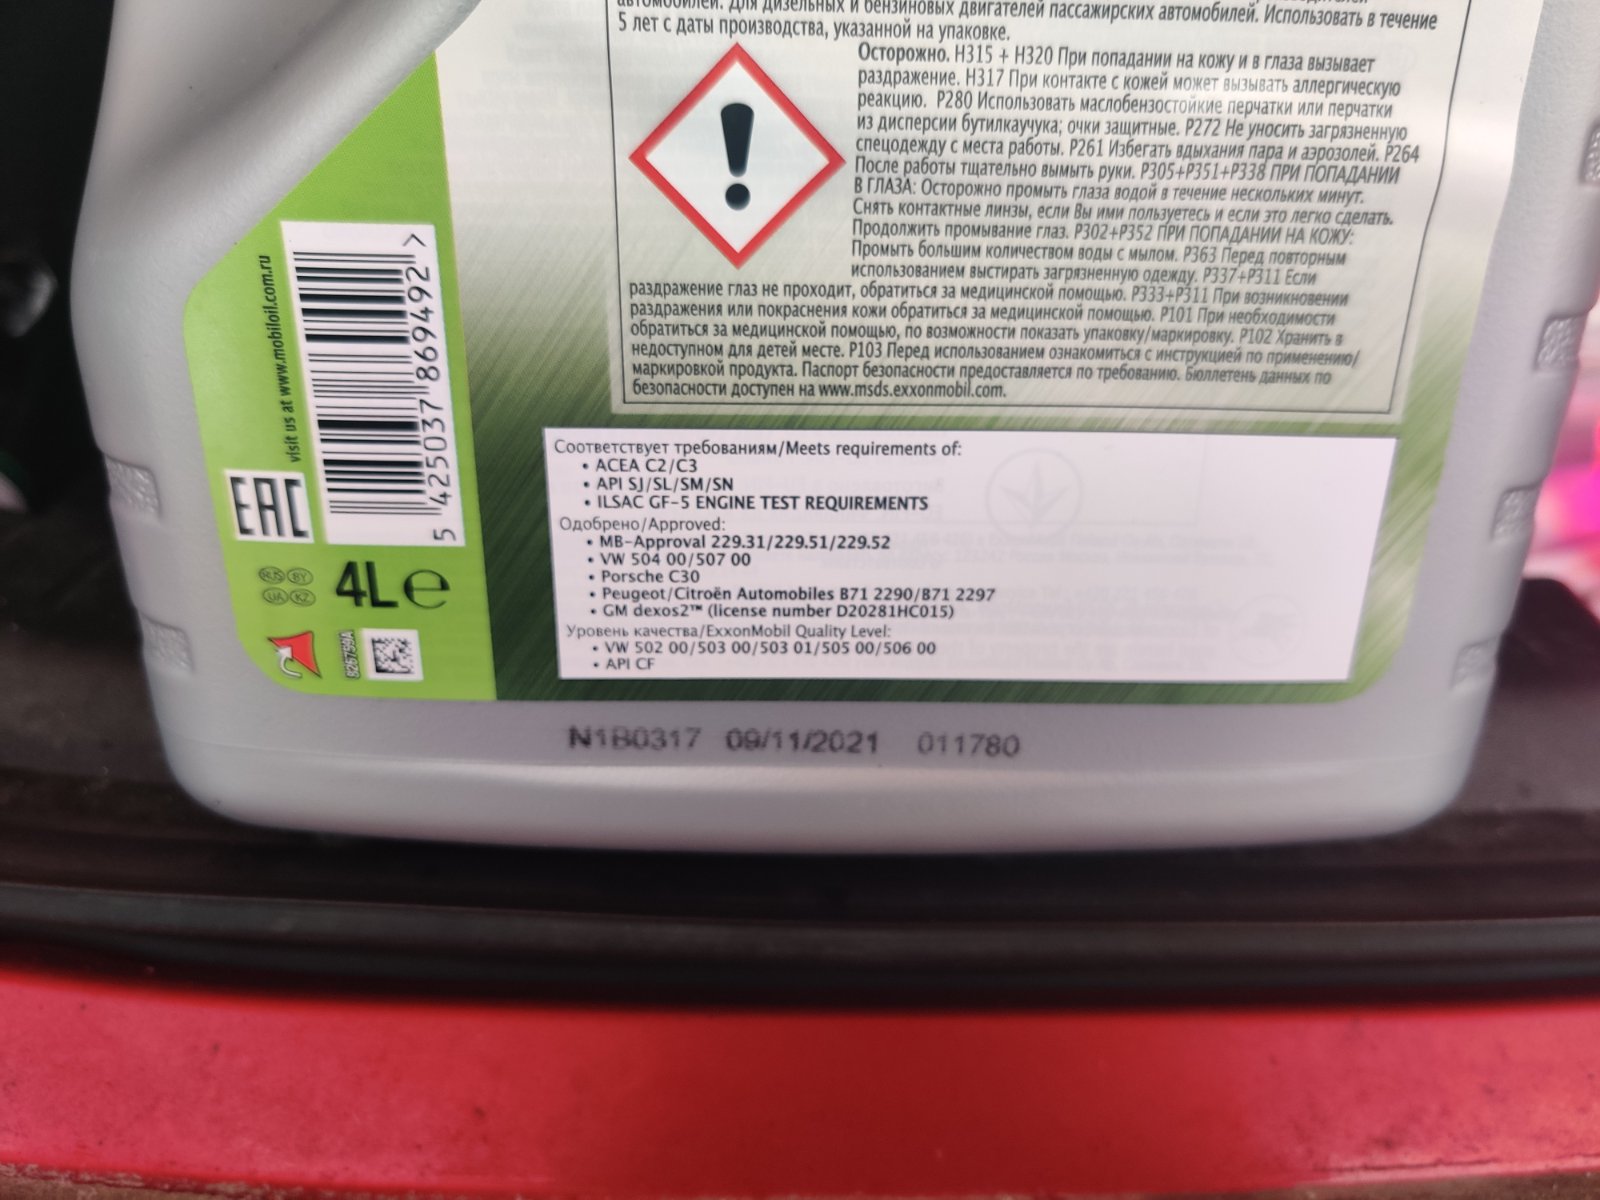 автомобилей. Для дизельных и бензиновых двигателей пассажирских автомобилей. Использовать в течение
5 лет с даты производства, указанной на упаковке.
Осторожно. H315 + H320 При попадании на кожу и в глаза вызывает
раздражение. H317 При контакте с кожей может вызывать аллергическую
реакцию. P280 Использовать маслобензостойкие перчатки или перчатки
из дисперсии бутилкаучука; очки защитные. P272 Не уносить загрязненную
спецодежду с места работы. P261 Избегать вдыхания пара и аэрозолей. P264
После работы тщательно вымыть руки. P305+P351+P338 ПРИ ПОПАДАНИИ
В ГЛАЗА: Осторожно промыть глаза водой в течение нескольких минут.
Снять контактные линзы, если Вы ими пользуетесь и если это легко сделать.
Продолжить промывание глаз. P302+P352 ПРИ ПОПАДАНИИ НА КОЖУ:
Промыть большим количеством воды с мылом. P363 Перед повторным
использованием выстирать загрязненную одежду. P337+P311 Если
раздражение глаз не проходит, обратиться за медицинской помощью. P333+P311 При возникновении
раздражения или покраснения кожи обратиться за медицинской помощью. P101 При необходимости
обратиться за медицинской помощью, по возможности показать упаковку/маркировку. P102 Хранить в
недоступном для детей месте. P103 Перед использованием ознакомиться с инструкцией по применению/
маркировкой продукта. Паспорт безопасности предоставляется по требованию. Бюллетень данных по
безопасности доступен на www.msds.exxonmobil.com.
visit us at www.mobiloil.com.ru
5 425037 869492 >
EAC
RUS BY
UA KZ
4L e
826799A
Соответствует требованиям/Meets requirements of:
• ACEA C2/C3
• API SJ/SL/SM/SN
• ILSAC GF-5 ENGINE TEST REQUIREMENTS
Одобрено/Approved:
• MB-Approval 229.31/229.51/229.52
• VW 504 00/507 00
• Porsche C30
• Peugeot/Citroën Automobiles B71 2290/B71 2297
• GM dexos2™ (license number D20281HC015)
Уровень качества/ExxonMobil Quality Level:
• VW 502 00/503 00/503 01/505 00/506 00
• API CF
N1B0317 09/11/2021 011780